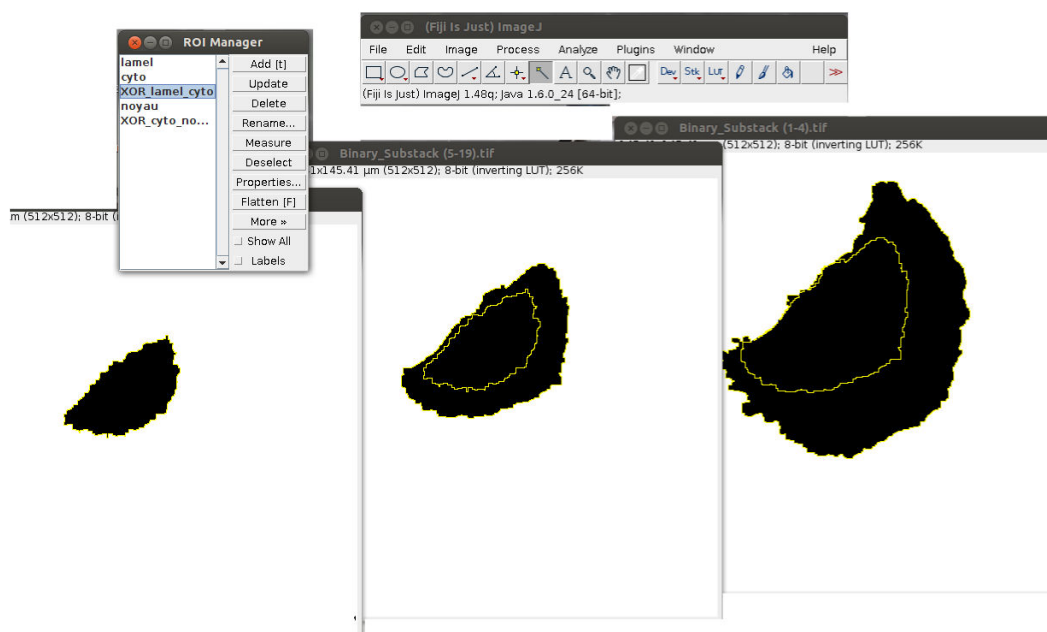 (Fiji Is Just) ImageJ
File Edit Image Process Analyze Plugins Window Help
A Dev Stk LUT
(Fiji Is Just) ImageJ 1.48q; Java 1.6.0_24 [64-bit];
ROI Manager
lamel
cyto
XOR_lamel_cyto
noyau
XOR_cyto_no...
Add [t]
Update
Delete
Rename...
Measure
Deselect
Properties...
Flatten [F]
More »
Show All
Labels
Binary_Substack (1-4).tif
(512x512); 8-bit (inverting LUT); 256K
Binary_Substack (5-19).tif
1x145.41 µm (512x512); 8-bit (inverting LUT); 256K
m (512x512); 8-bit (in